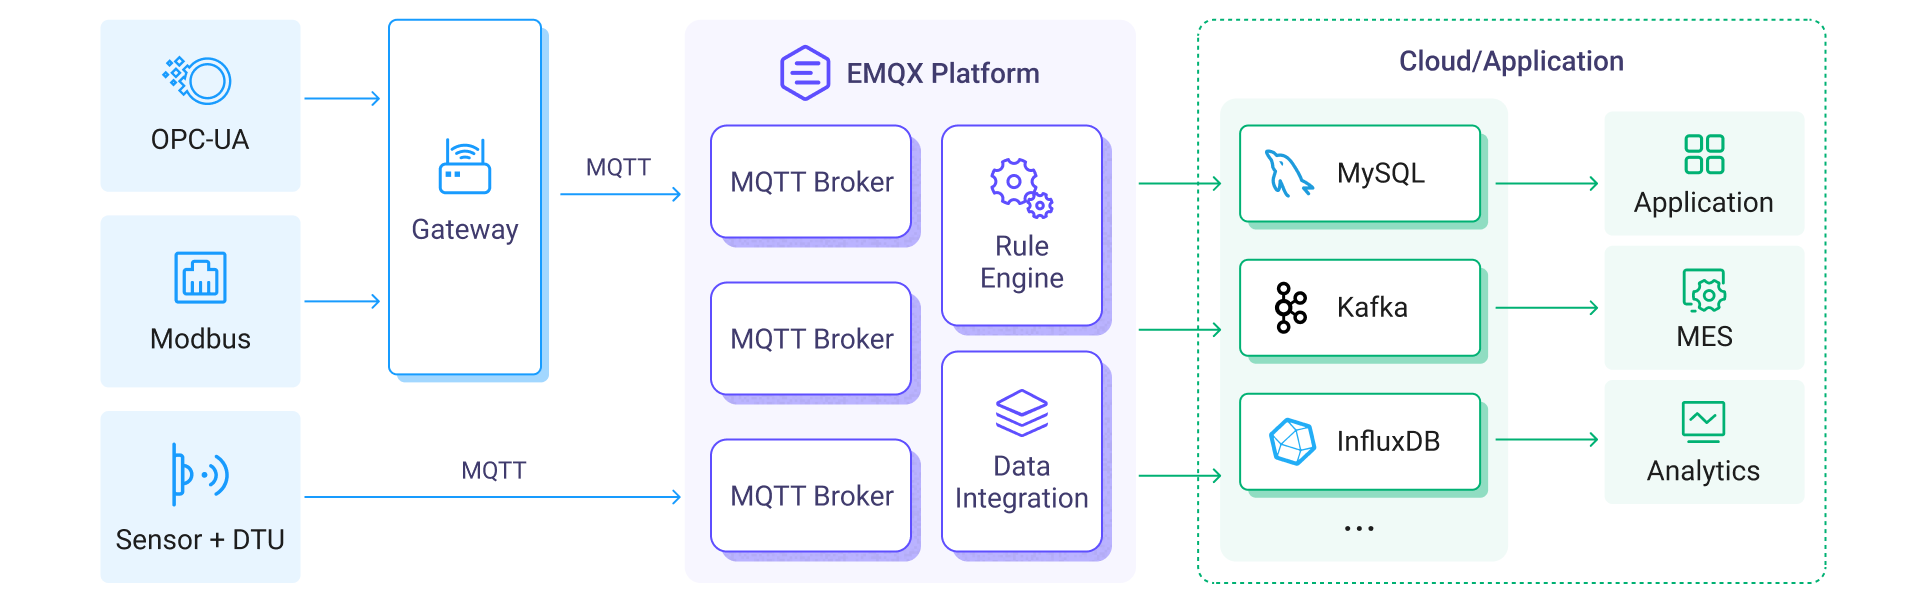 OPC-UA
Modbus
Sensor + DTU
Gateway
MQTT
MQTT
EMQX Platform
MQTT Broker
MQTT Broker
MQTT Broker
Rule
Engine
Data
Integration
Cloud/Application
MySQL
Kafka
InfluxDB
...
Application
MES
Analytics